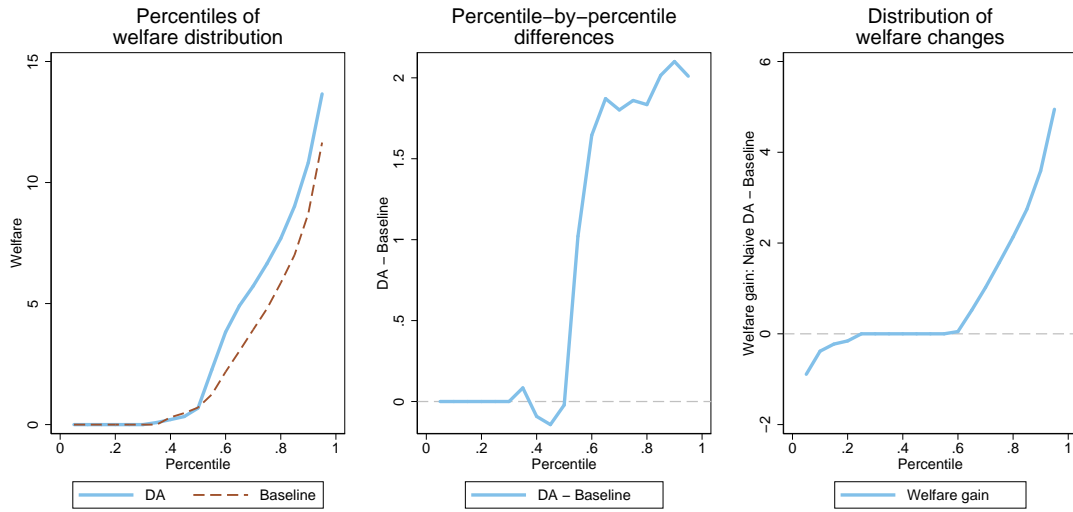 Percentiles of
welfare distribution
15
10
5
0
Welfare
0
.2
.4
.6
.8
1
Percentile
DA
Baseline
Percentile−by−percentile
differences
2
1.5
1
.5
0
DA − Baseline
0
.2
.4
.6
.8
1
Percentile
DA − Baseline
Distribution of
welfare changes
6
4
2
0
−2
Welfare gain: Naive DA − Baseline
0
.2
.4
.6
.8
1
Percentile
Welfare gain